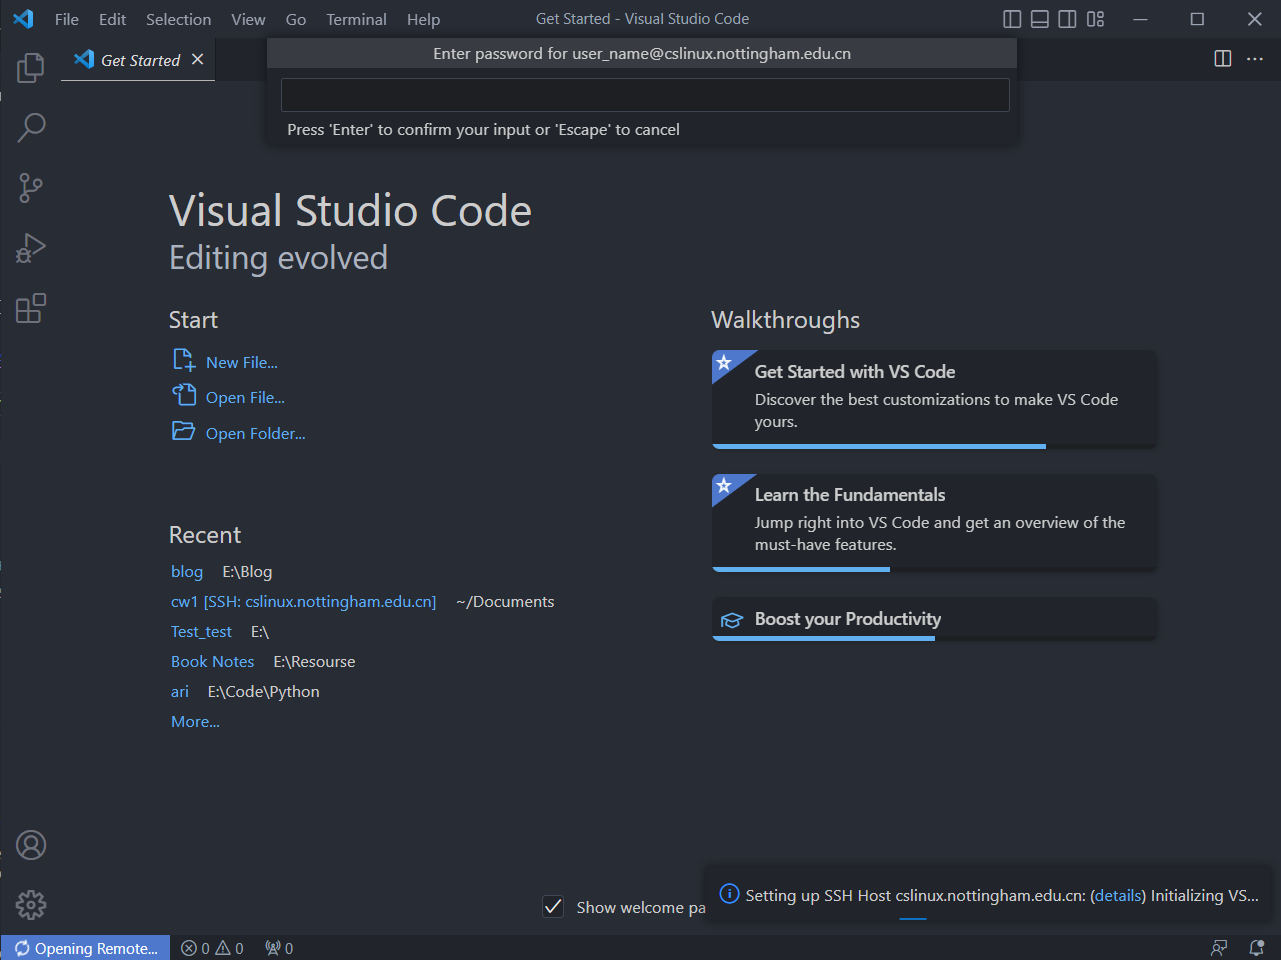 File Edit Selection View Go Terminal Help Get Started - Visual Studio Code
Get Started
Enter password for user_name@cslinux.nottingham.edu.cn
Press 'Enter' to confirm your input or 'Escape' to cancel
Visual Studio Code
Editing evolved
Start
New File...
Open File...
Open Folder...
Recent
blog E:\Blog
cw1 [SSH: cslinux.nottingham.edu.cn] ~/Documents
Test_test E:\
Book Notes E:\Resourse
ari E:\Code\Python
More...
Walkthroughs
Get Started with VS Code
Discover the best customizations to make VS Code
yours.
Learn the Fundamentals
Jump right into VS Code and get an overview of the
must-have features.
Boost your Productivity
Show welcome pa
Setting up SSH Host cslinux.nottingham.edu.cn: (details) Initializing VS...
Opening Remote... 0 0 0